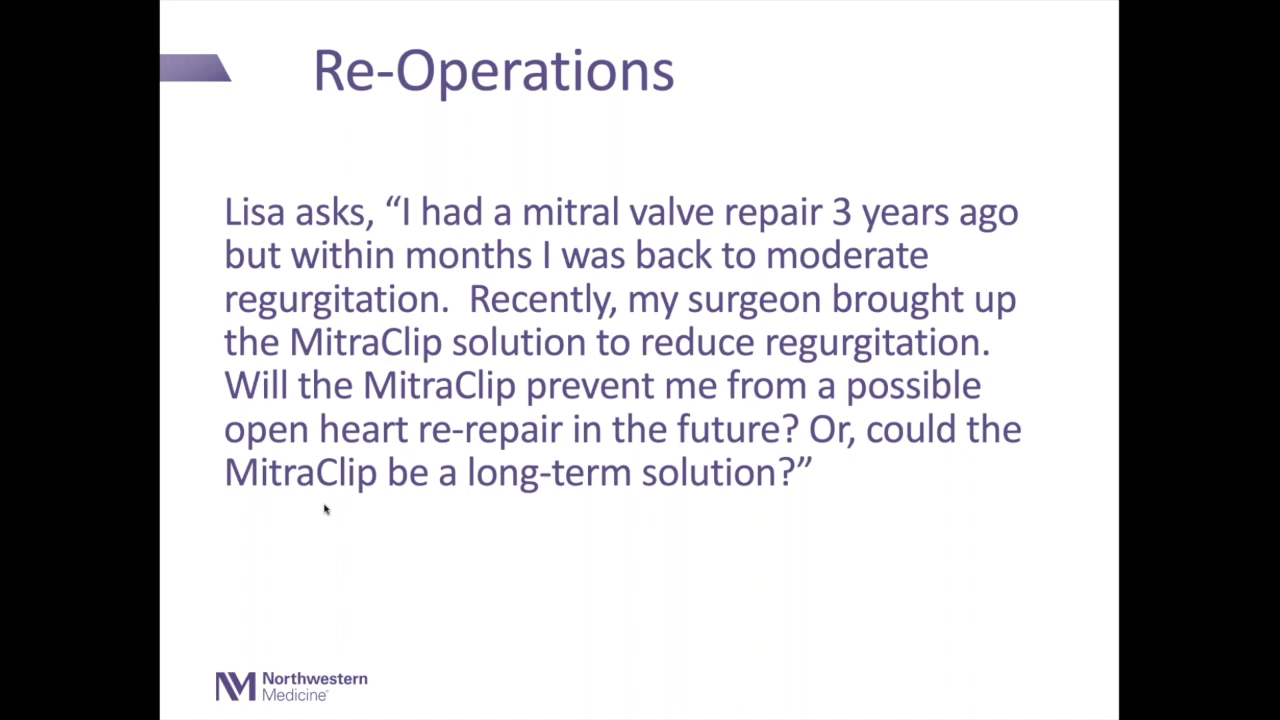 Re-Operations
Lisa asks, “I had a mitral valve repair 3 years ago
but within months I was back to moderate
regurgitation.  Recently, my surgeon brought up
the MitraClip solution to reduce regurgitation.
Will the MitraClip prevent me from a possible
open heart re-repair in the future? Or, could the
MitraClip be a long-term solution?”
NM Northwestern
Medicine®